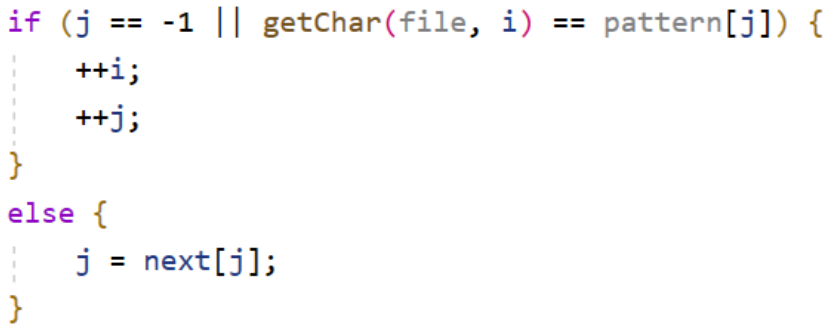 if (j == -1 || getChar(file, i) == pattern[j]) {
    ++i;
    ++j;
}
else {
    j = next[j];
}